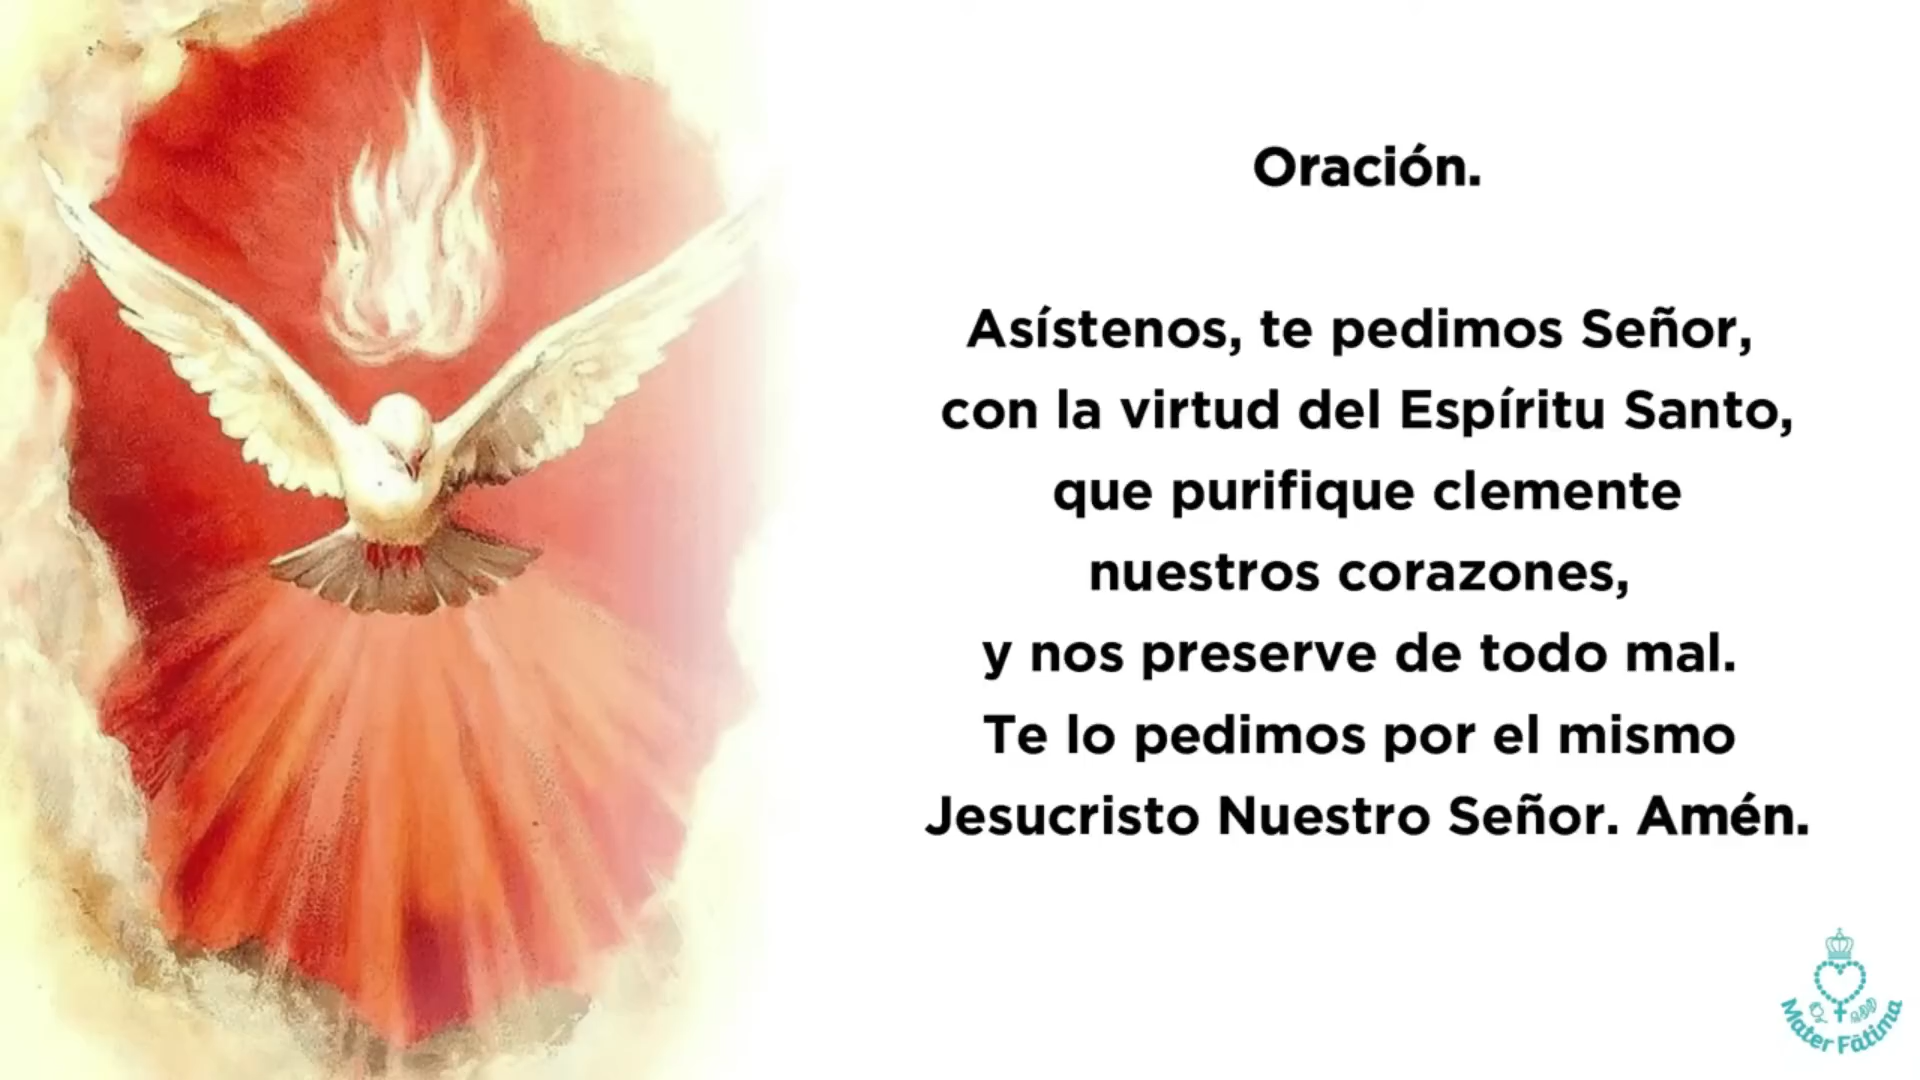 Oración.
Asístenos, te pedimos Señor,
con la virtud del Espíritu Santo,
que purifique clemente
nuestros corazones,
y nos preserve de todo mal.
Te lo pedimos por el mismo
Jesucristo Nuestro Señor. Amén.
Mater Fàtima